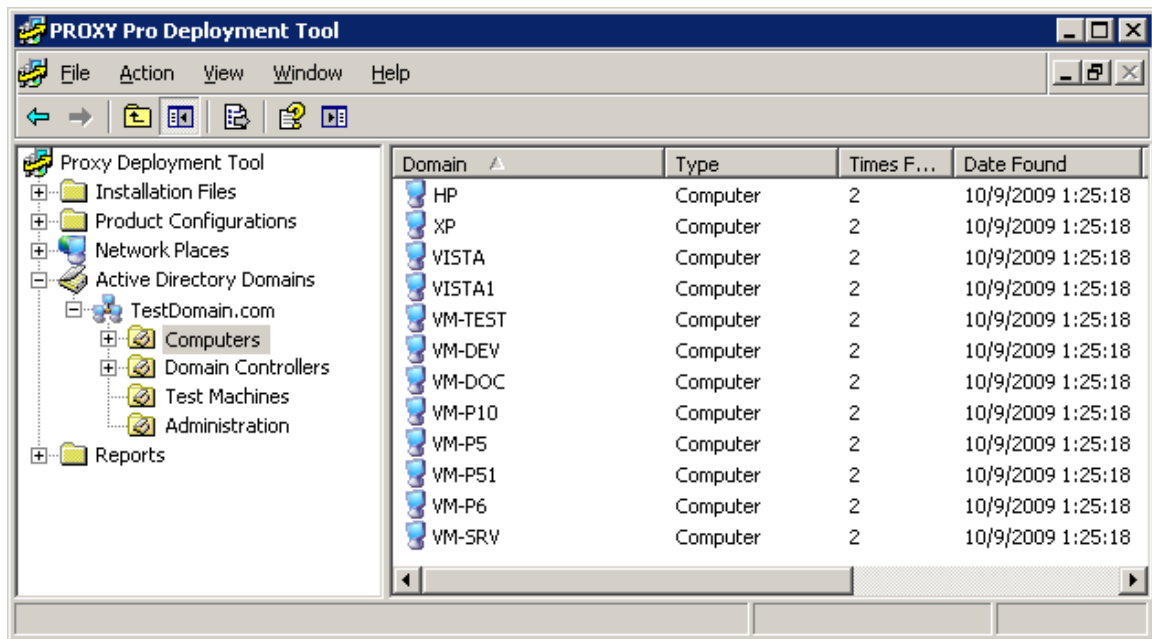 PROXY Pro Deployment Tool
File Action View Window Help
Proxy Deployment Tool
Installation Files
Product Configurations
Network Places
Active Directory Domains
TestDomain.com
Computers
Domain Controllers
Test Machines
Administration
Reports
Domain Type Times F... Date Found
HP Computer 2 10/9/2009 1:25:18
XP Computer 2 10/9/2009 1:25:18
VISTA Computer 2 10/9/2009 1:25:18
VISTA1 Computer 2 10/9/2009 1:25:18
VM-TEST Computer 2 10/9/2009 1:25:18
VM-DEV Computer 2 10/9/2009 1:25:18
VM-DOC Computer 2 10/9/2009 1:25:18
VM-P10 Computer 2 10/9/2009 1:25:18
VM-P5 Computer 2 10/9/2009 1:25:18
VM-P51 Computer 2 10/9/2009 1:25:18
VM-P6 Computer 2 10/9/2009 1:25:18
VM-SRV Computer 2 10/9/2009 1:25:18